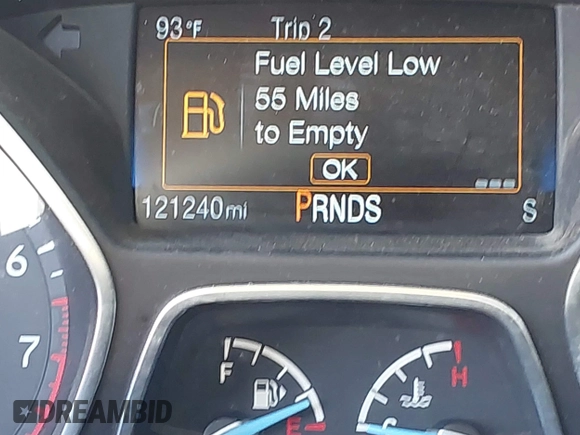 93°F Trip 2
Fuel Level Low
55 Miles
to Empty
OK
121240mi PRNDS S
6
7
F
E
H
C
DREAMBID